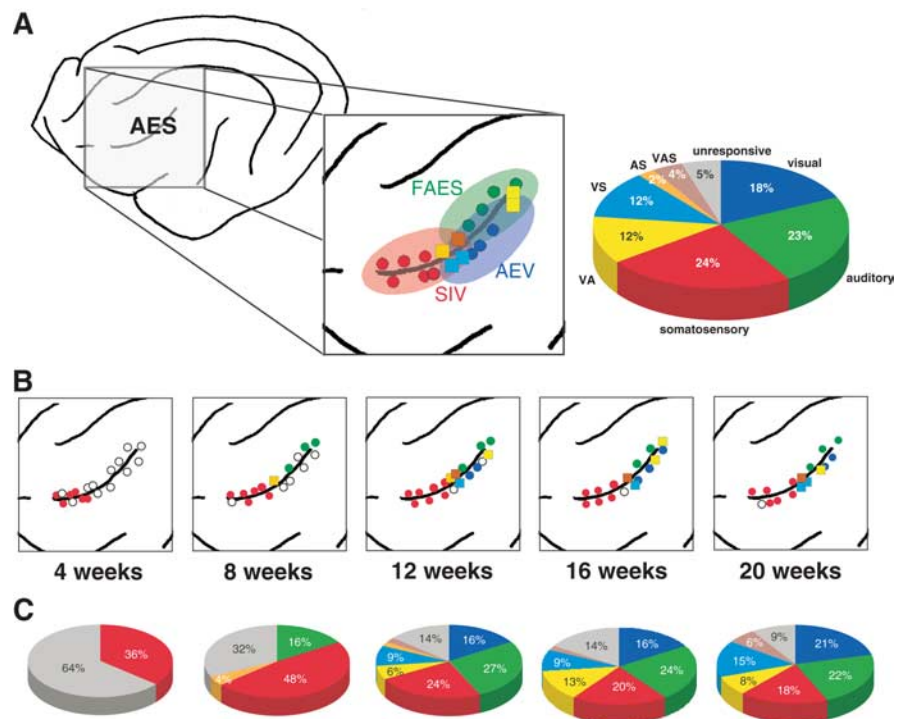 A
AES
FAES
AEV
SIV
unresponsive
visual
auditory
somatosensory
VA
VS
AS
VAS
5%
18%
23%
24%
12%
12%
2%
4%
B
4 weeks
8 weeks
12 weeks
16 weeks
20 weeks
C
64%
36%
32%
16%
4%
48%
14%
16%
9%
6%
27%
24%
14%
16%
9%
13%
24%
20%
6%
9%
21%
15%
8%
22%
18%